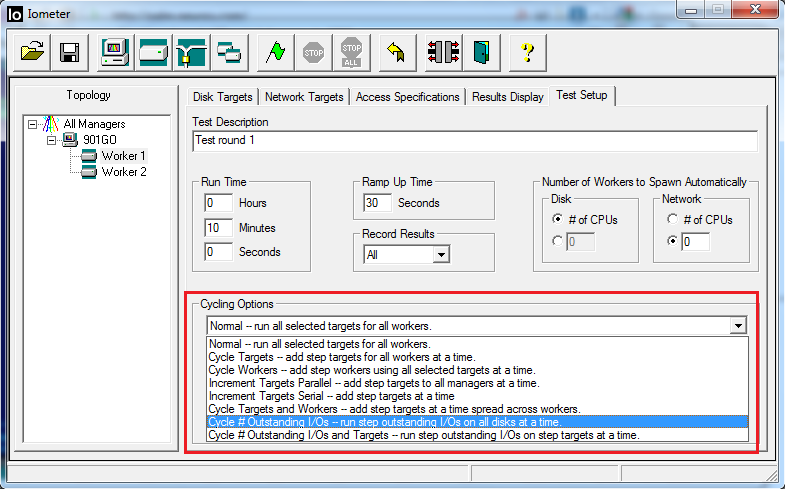 Iometer
STOP
STOP ALL
Topology
All Managers
901GO
Worker 1
Worker 2
Disk Targets Network Targets Access Specifications Results Display Test Setup
Test Description
Test round 1
Run Time
0 Hours
10 Minutes
0 Seconds
Ramp Up Time
30 Seconds
Record Results
All
Number of Workers to Spawn Automatically
Disk
# of CPUs
0
Network
# of CPUs
0
Cycling Options
Normal -- run all selected targets for all workers.
Normal -- run all selected targets for all workers.
Cycle Targets -- add step targets for all workers at a time.
Cycle Workers -- add step workers using all selected targets at a time.
Increment Targets Parallel -- add step targets to all managers at a time.
Increment Targets Serial -- add step targets at a time
Cycle Targets and Workers -- add step targets at a time spread across workers.
Cycle # Outstanding I/Os -- run step outstanding I/Os on all disks at a time.
Cycle # Outstanding I/Os and Targets -- run step outstanding I/Os on step targets at a time.